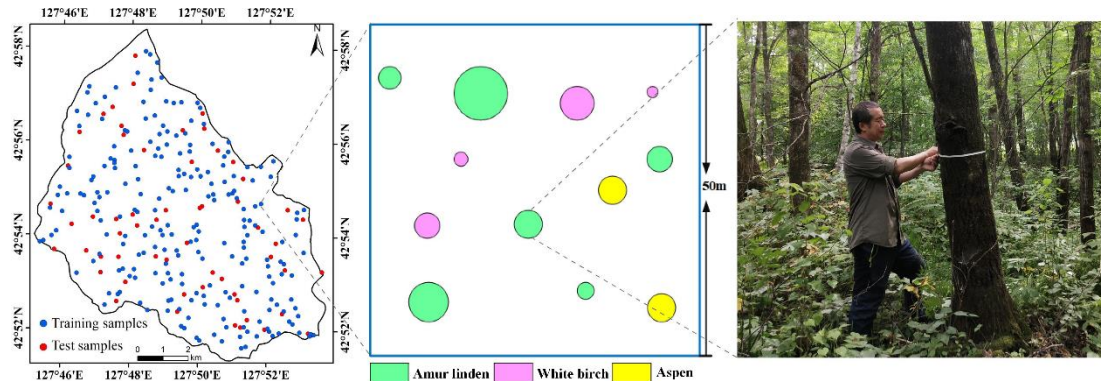 127°46'E 127°48'E 127°50'E 127°52'E
42°58'N
42°56'N
42°54'N
42°52'N
N
42°58'N
42°56'N
42°54'N
42°52'N
Training samples
Test samples
0 1 2
km
127°46'E 127°48'E 127°50'E 127°52'E
50m
Amur linden White birch Aspen